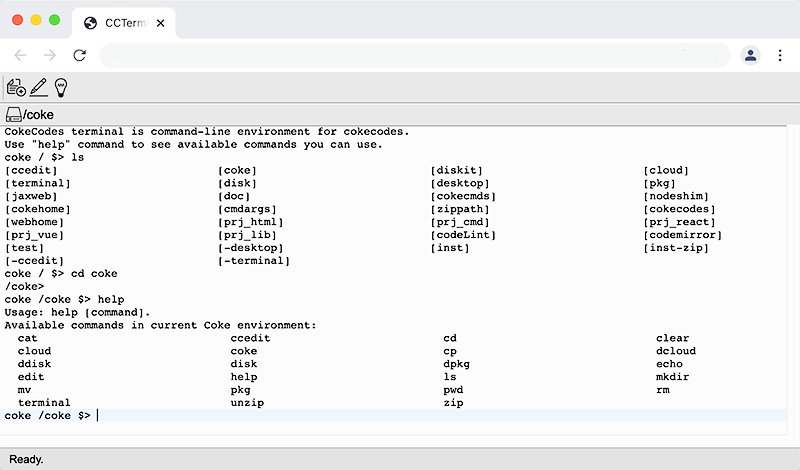 CCTerm
/coke
CokeCodes terminal is command-line environment for cokecodes.
Use "help" command to see available commands you can use.
coke / $> ls
[ccedit] [coke] [diskit] [cloud]
[terminal] [disk] [desktop] [pkg]
[jaxweb] [doc] [cokecmds] [nodeshim]
[cokehome] [cmdargs] [zippath] [cokecodes]
[webhome] [prj_html] [prj_cmd] [prj_react]
[prj_vue] [prj_lib] [codeLint] [codemirror]
[test] [-desktop] [inst] [inst-zip]
[-ccedit] [-terminal]
coke / $> cd coke
/coke>
coke /coke $> help
Usage: help [command].
Available commands in current Coke environment:
cat ccedit cd clear
cloud coke cp dcloud
ddisk disk dpkg echo
edit help ls mkdir
mv pkg pwd rm
terminal unzip zip
coke /coke $>
Ready.